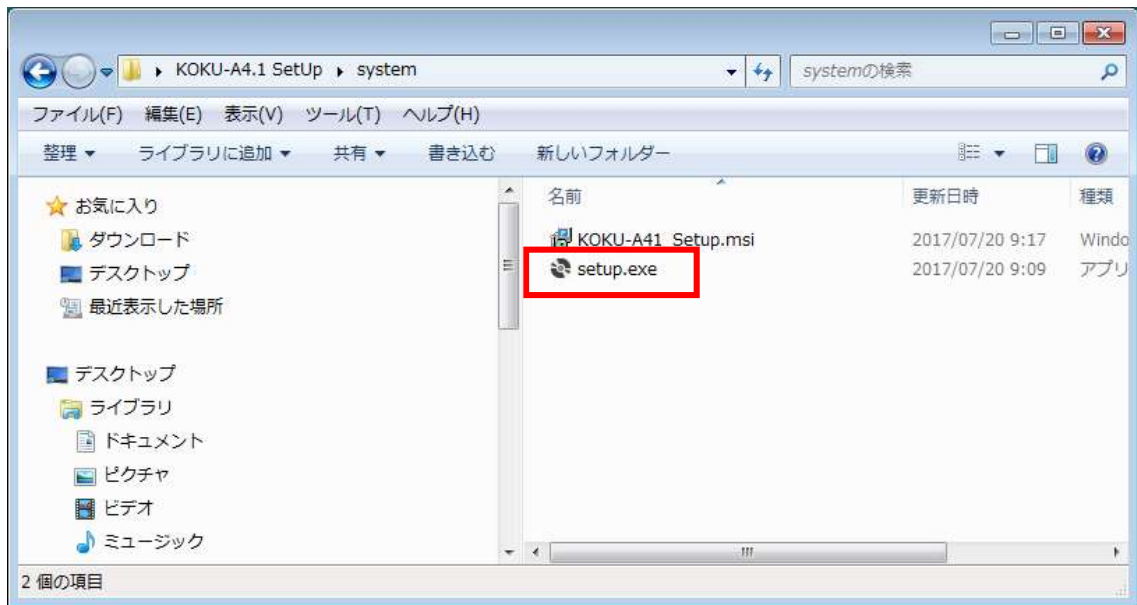 KOKU-A4.1 SetUp system
systemの検索
ファイル(F) 編集(E) 表示(V) ツール(T) ヘルプ(H)
整理 ライブラリに追加 共有 書き込む 新しいフォルダー
お気に入り
ダウンロード
デスクトップ
最近表示した場所
デスクトップ
ライブラリ
ドキュメント
ピクチャ
ビデオ
ミュージック
名前 更新日時 種類
KOKU-A41_Setup.msi 2017/07/20 9:17 Windo
setup.exe 2017/07/20 9:09 アプリ
2 個の項目